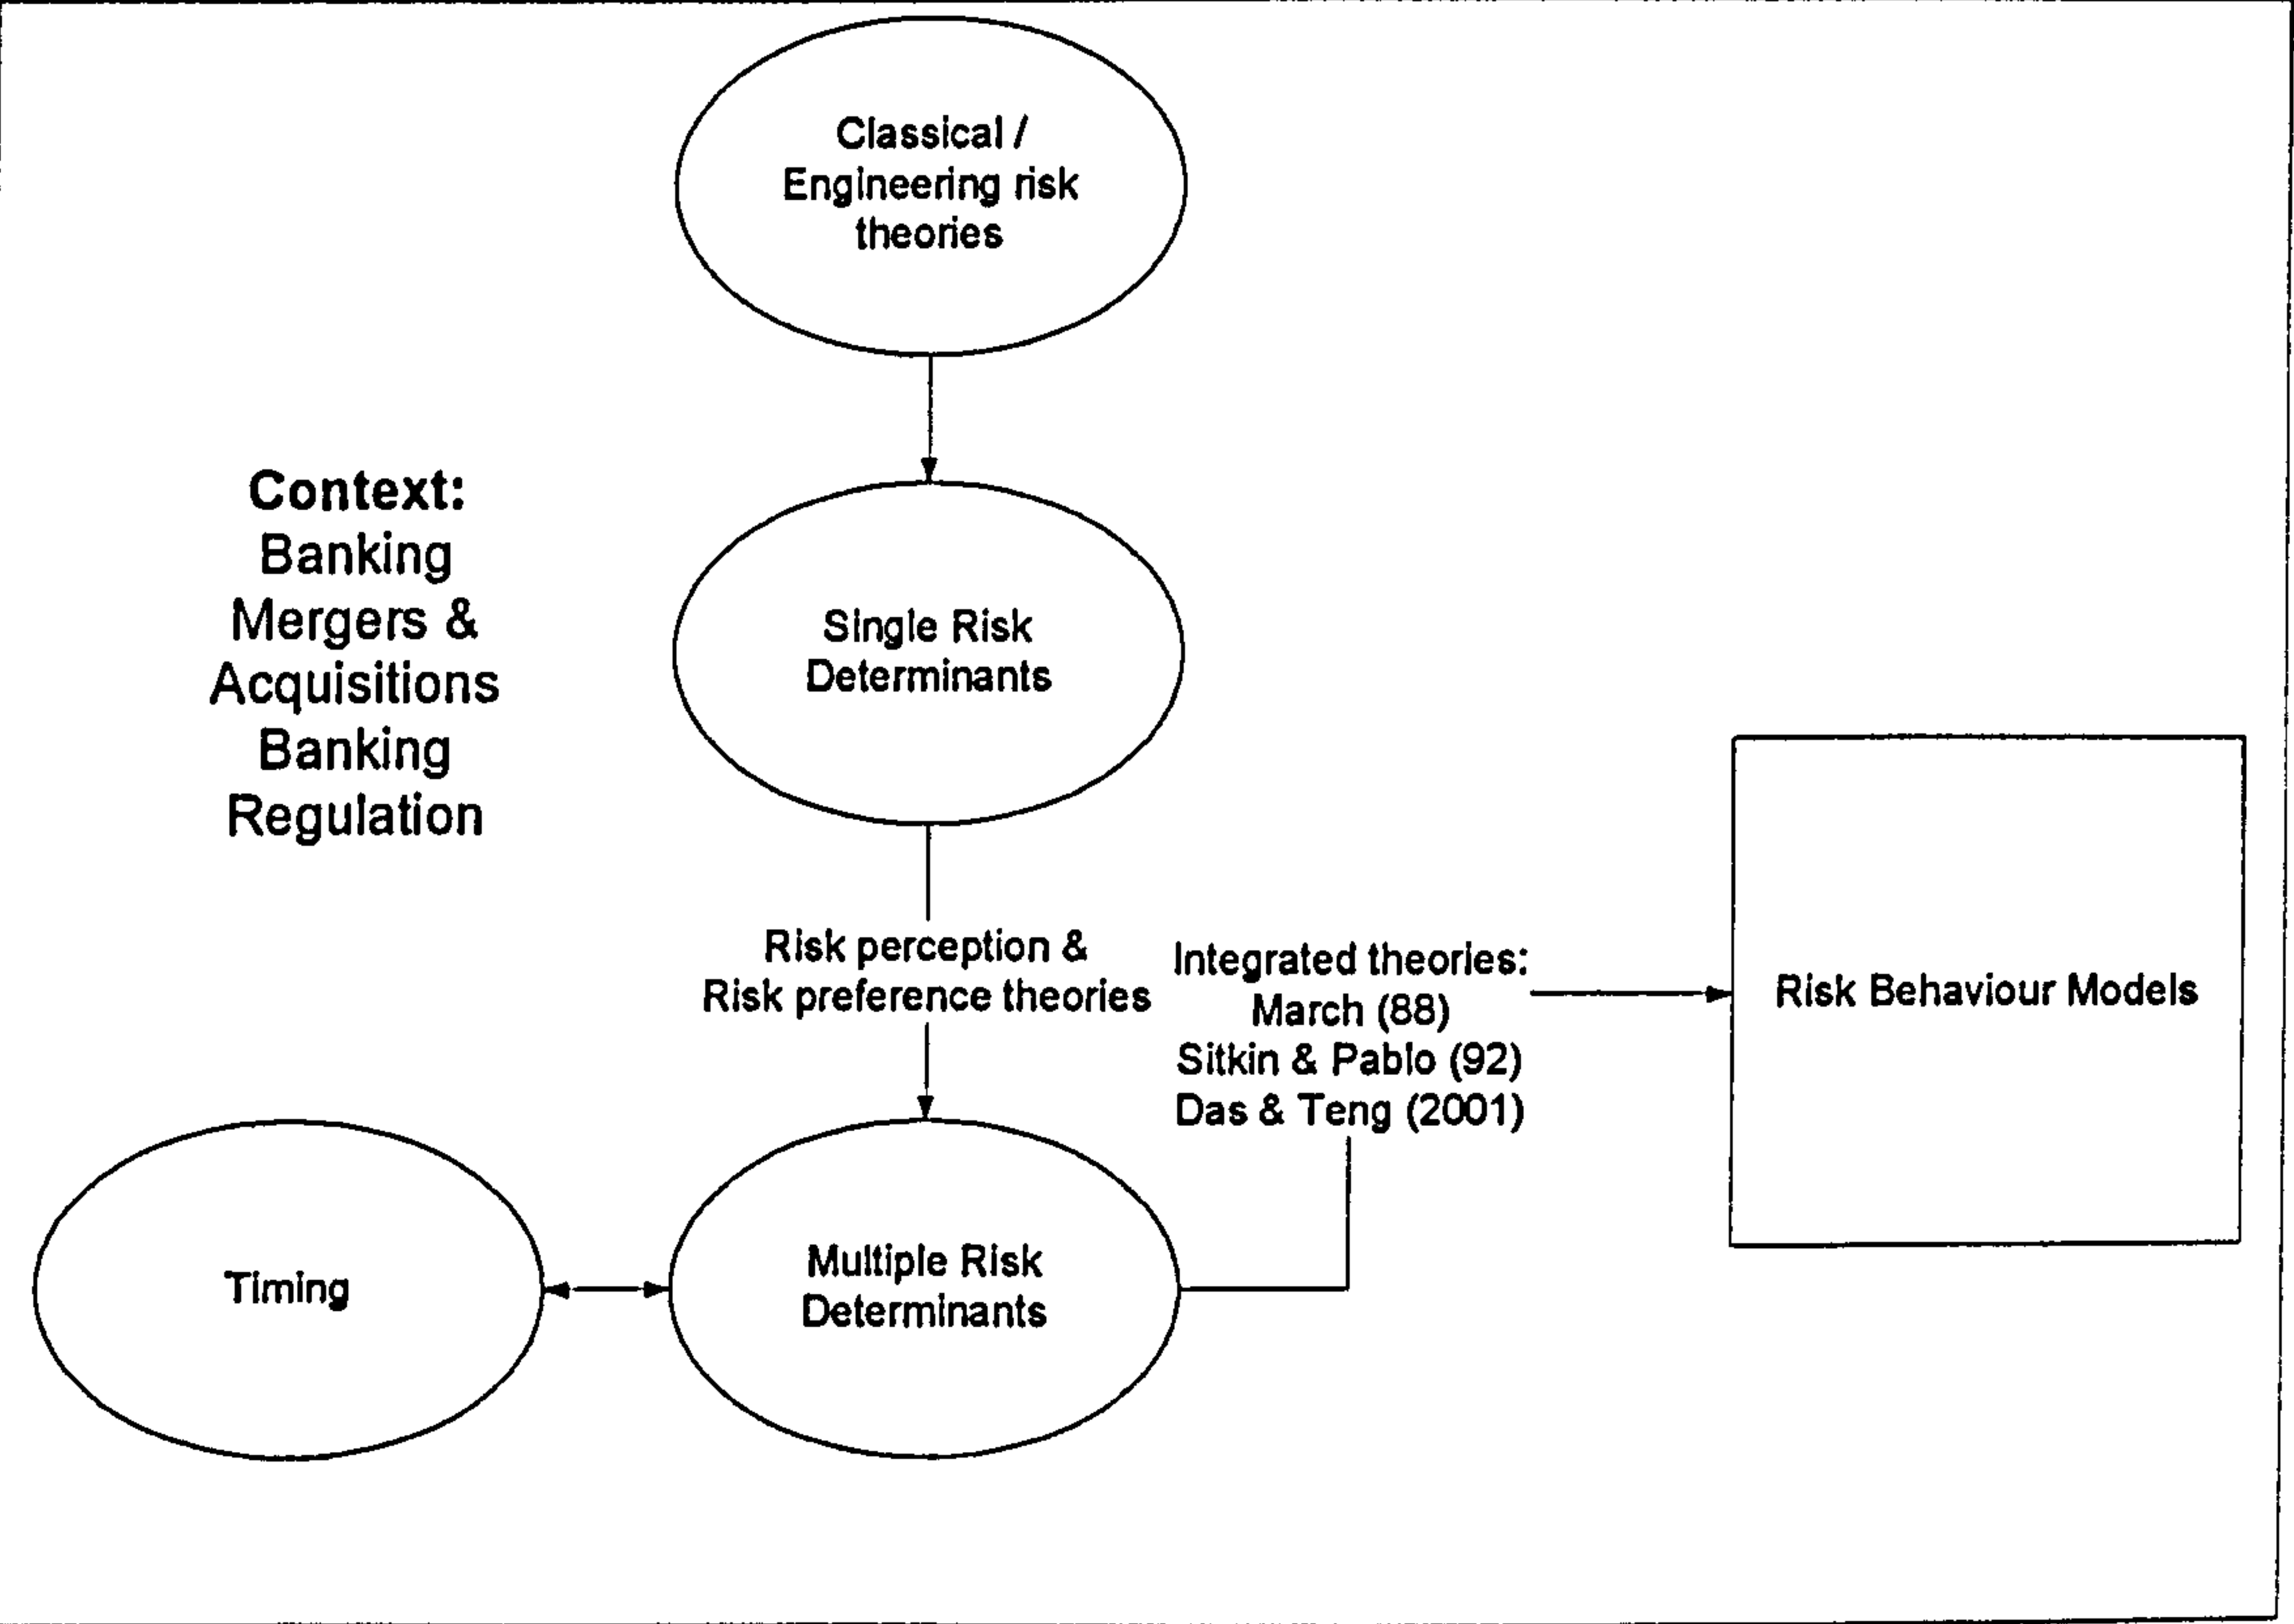 Classical /
Engineering risk
theories
Context:
Banking
Mergers &
Acquisitions
Banking
Regulation
Single Risk
Determinants
Risk perception &
Risk preference theories
Integrated theories:
March (88)
Sitkin & Pablo (92)
Das & Teng (2001)
Risk Behaviour Models
Timing
Multiple Risk
Determinants